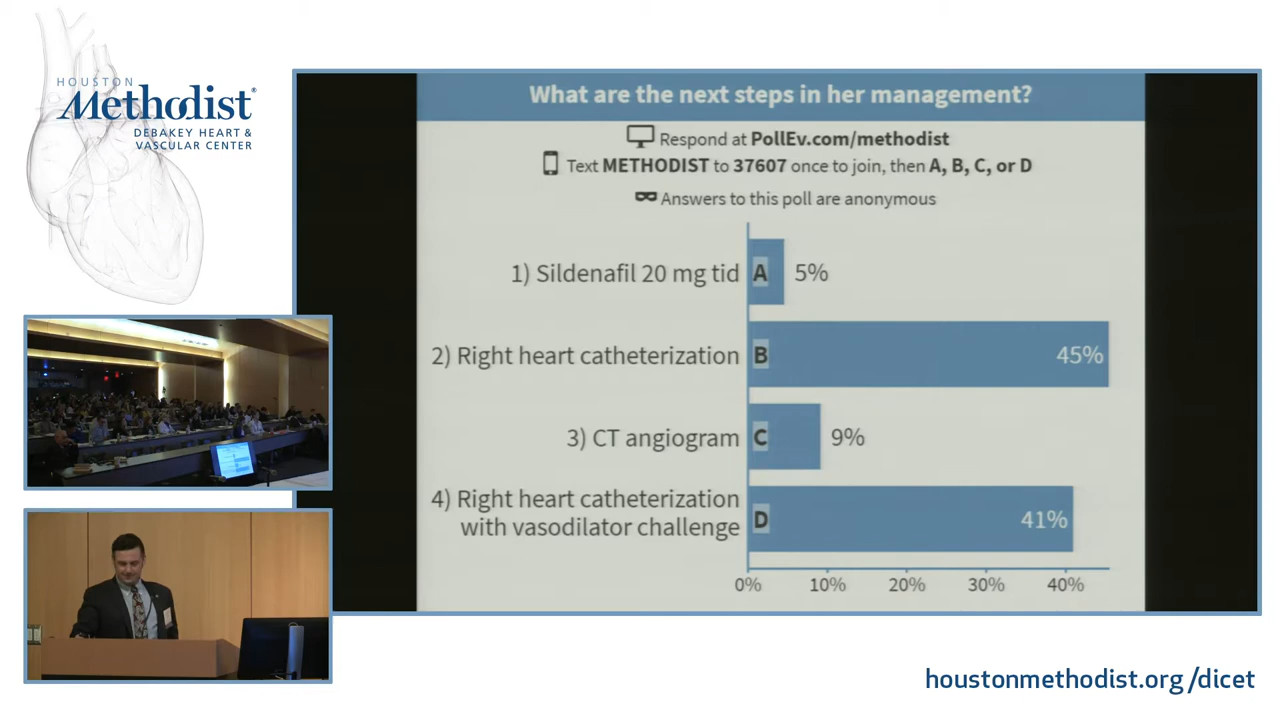 HOUSTON
Methodist®
DEBAKEY HEART &
VASCULAR CENTER
What are the next steps in her management?
Respond at PollEv.com/methodist
Text METHODIST to 37607 once to join, then A, B, C, or D
Answers to this poll are anonymous
1) Sildenafil 20 mg tid A 5%
2) Right heart catheterization B 45%
3) CT angiogram C 9%
4) Right heart catheterization
with vasodilator challenge D 41%
0% 10% 20% 30% 40%
houstonmethodist.org/dicet